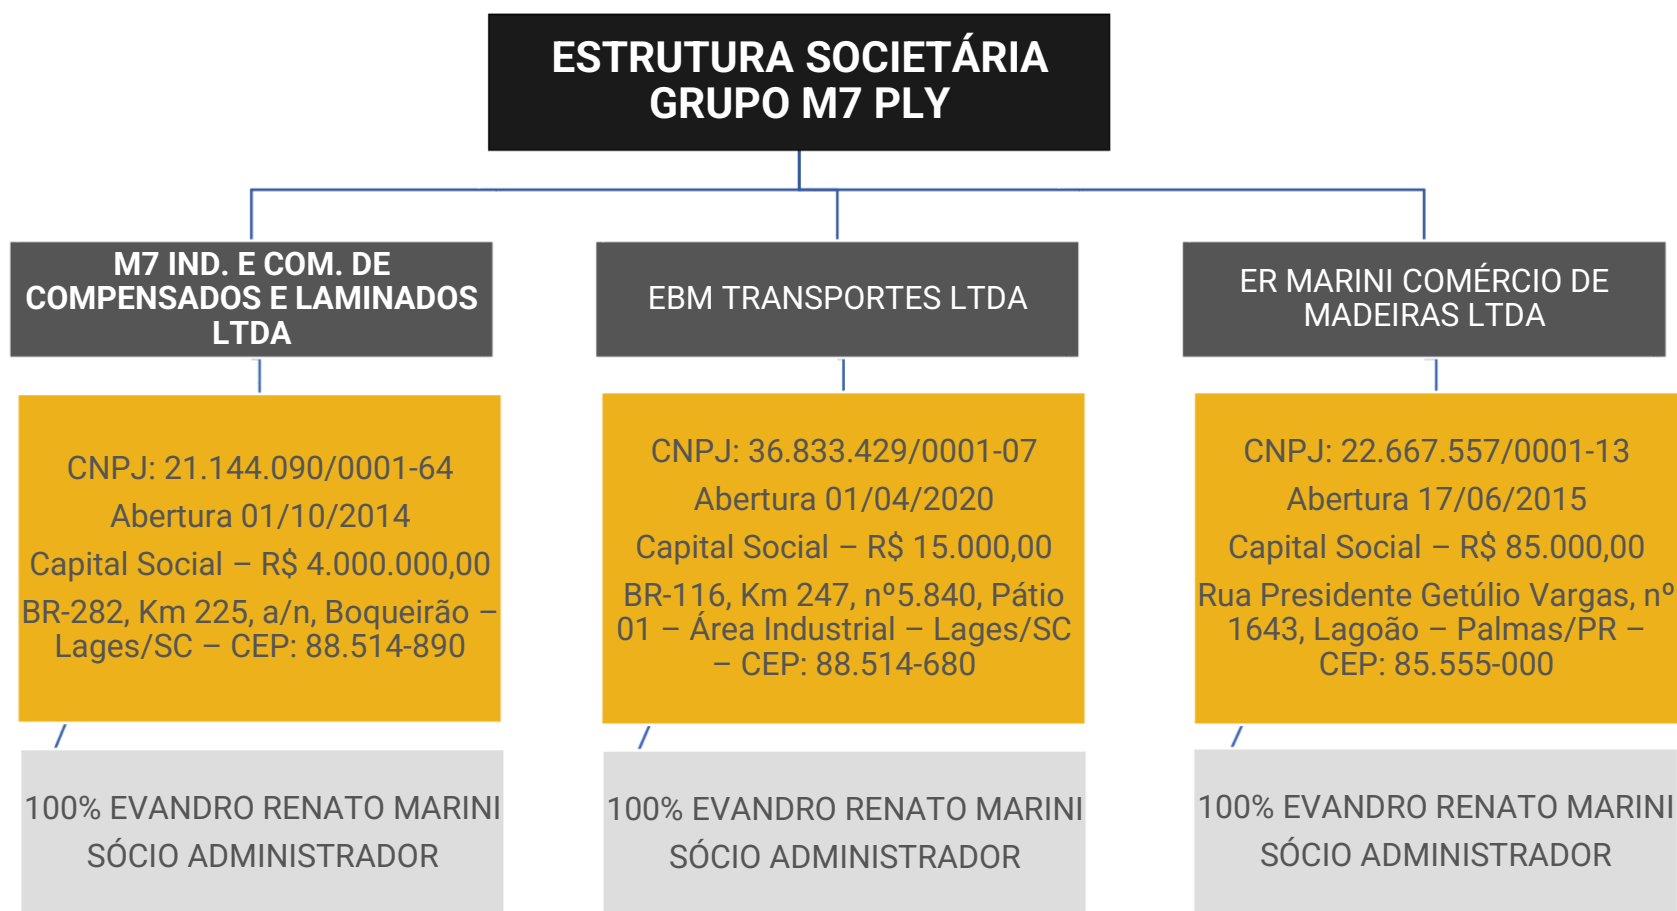 ESTRUTURA SOCIETÁRIA
GRUPO M7 PLY
M7 IND. E COM. DE
COMPENSADOS E LAMINADOS
LTDA
CNPJ: 21.144.090/0001-64
Abertura 01/10/2014
Capital Social – R$ 4.000.000,00
BR-282, Km 225, a/n, Boqueirão –
Lages/SC – CEP: 88.514-890
100% EVANDRO RENATO MARINI
SÓCIO ADMINISTRADOR
EBM TRANSPORTES LTDA
CNPJ: 36.833.429/0001-07
Abertura 01/04/2020
Capital Social – R$ 15.000,00
BR-116, Km 247, nº5.840, Pátio
01 – Área Industrial – Lages/SC
– CEP: 88.514-680
100% EVANDRO RENATO MARINI
SÓCIO ADMINISTRADOR
ER MARINI COMÉRCIO DE
MADEIRAS LTDA
CNPJ: 22.667.557/0001-13
Abertura 17/06/2015
Capital Social – R$ 85.000,00
Rua Presidente Getúlio Vargas, nº
1643, Lagoão – Palmas/PR –
CEP: 85.555-000
100% EVANDRO RENATO MARINI
SÓCIO ADMINISTRADOR